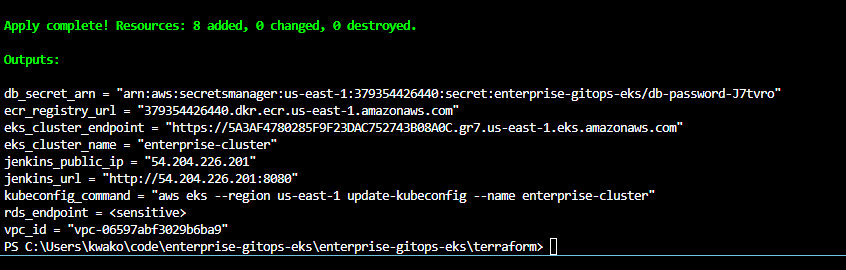 Apply complete! Resources: 8 added, 0 changed, 0 destroyed.
Outputs:
db_secret_arn = "arn:aws:secretsmanager:us-east-1:379354426440:secret:enterprise-gitops-eks/db-password-J7tvro"
ecr_registry_url = "379354426440.dkr.ecr.us-east-1.amazonaws.com"
eks_cluster_endpoint = "https://5A3AF4780285F9F23DAC752743B08A0C.gr7.us-east-1.eks.amazonaws.com"
eks_cluster_name = "enterprise-cluster"
jenkins_public_ip = "54.204.226.201"
jenkins_url = "http://54.204.226.201:8080"
kubeconfig_command = "aws eks --region us-east-1 update-kubeconfig --name enterprise-cluster"
rds_endpoint = <sensitive>
vpc_id = "vpc-06597abf3029b6ba9"
PS C:\Users\kwako\code\enterprise-gitops-eks\enterprise-gitops-eks\terraform>